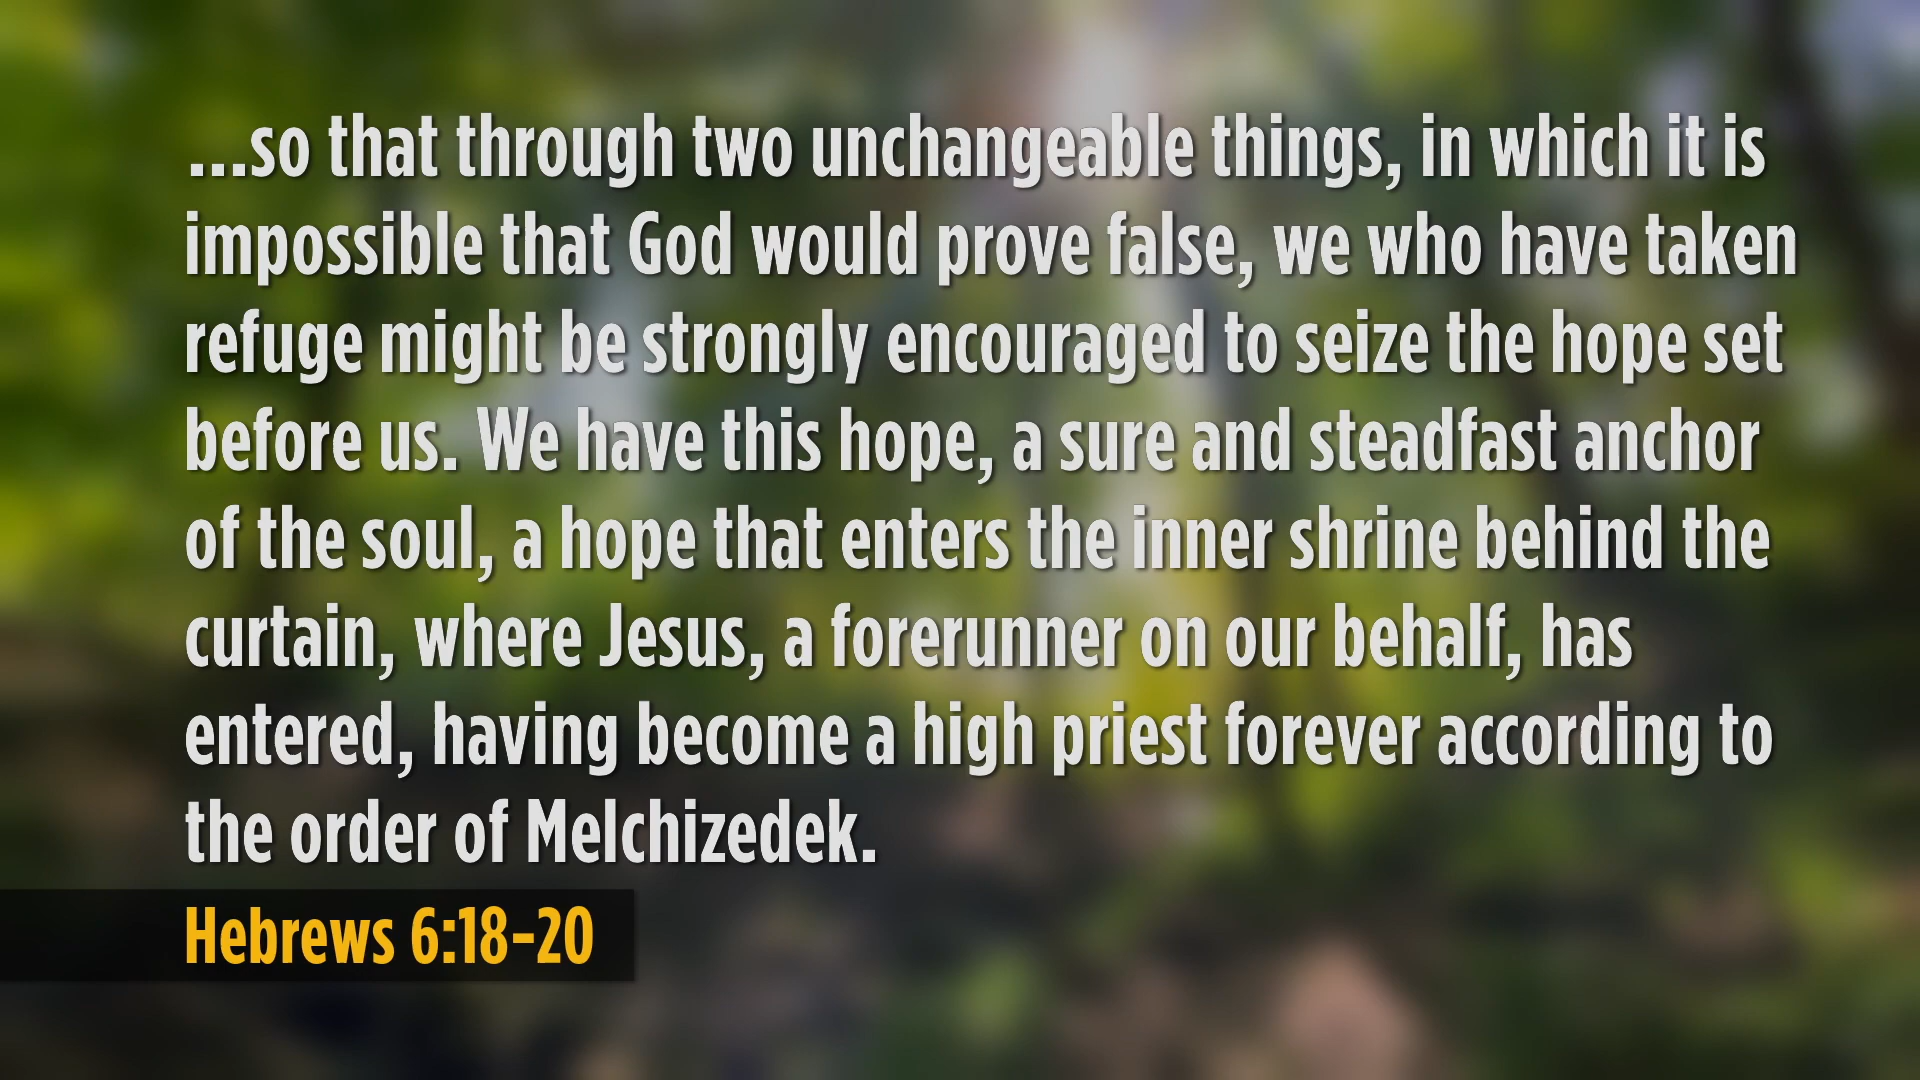 ...so that through two unchangeable things, in which it is
impossible that God would prove false, we who have taken
refuge might be strongly encouraged to seize the hope set
before us. We have this hope, a sure and steadfast anchor
of the soul, a hope that enters the inner shrine behind the
curtain, where Jesus, a forerunner on our behalf, has
entered, having become a high priest forever according to
the order of Melchizedek.
Hebrews 6:18-20